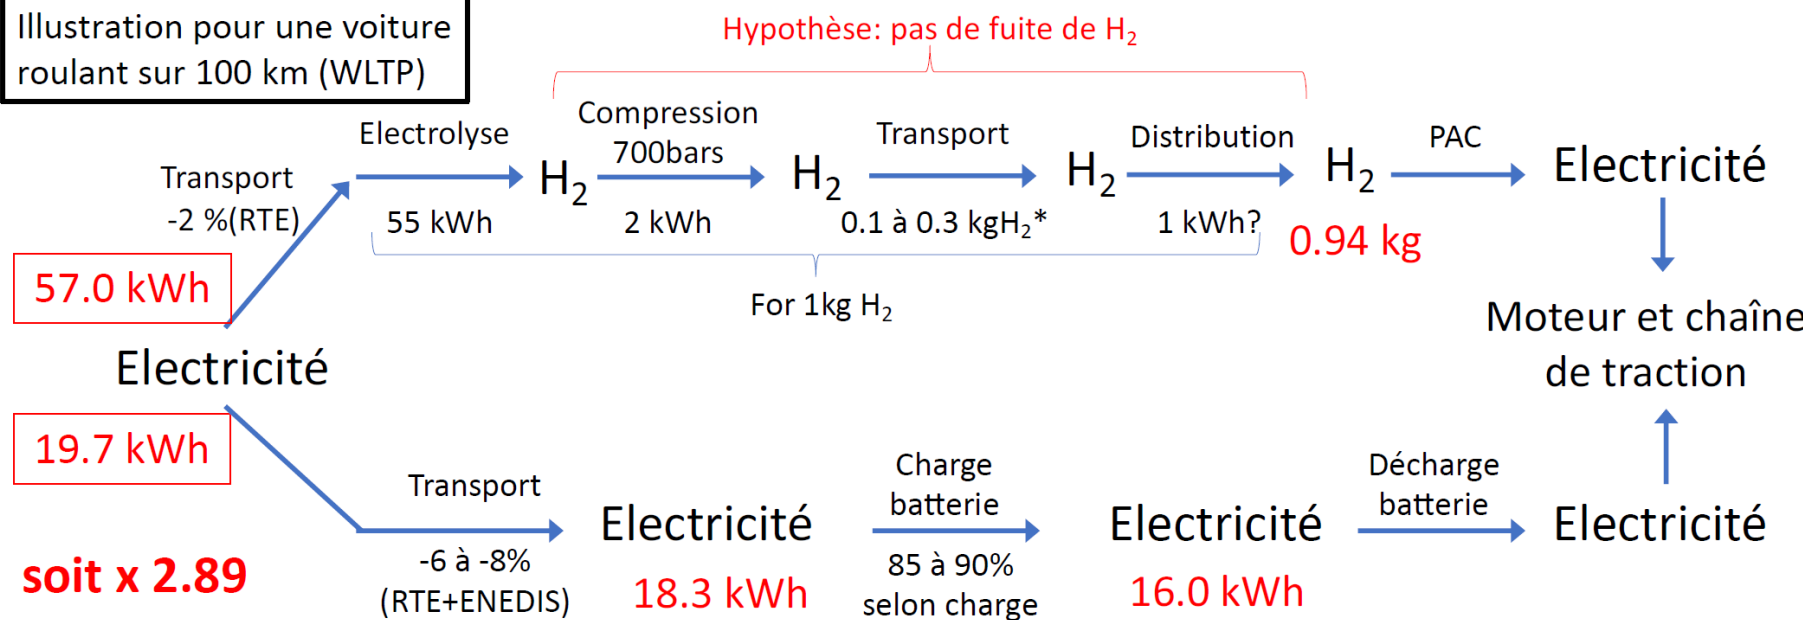 Illustration pour une voiture
roulant sur 100 km (WLTP)
Hypothèse: pas de fuite de H₂
Transport
-2 %(RTE)
Electrolyse
55 kWh
H₂
Compression
700bars
2 kWh
H₂
Transport
0.1 à 0.3 kgH₂*
H₂
Distribution
1 kWh?
H₂
0.94 kg
PAC
Electricité
For 1kg H₂
57.0 kWh
Electricité
19.7 kWh
Moteur et chaîne
de traction
soit x 2.89
Transport
-6 à -8%
(RTE+ENEDIS)
Electricité
18.3 kWh
Charge
batterie
85 à 90%
selon charge
Electricité
16.0 kWh
Décharge
batterie
Electricité